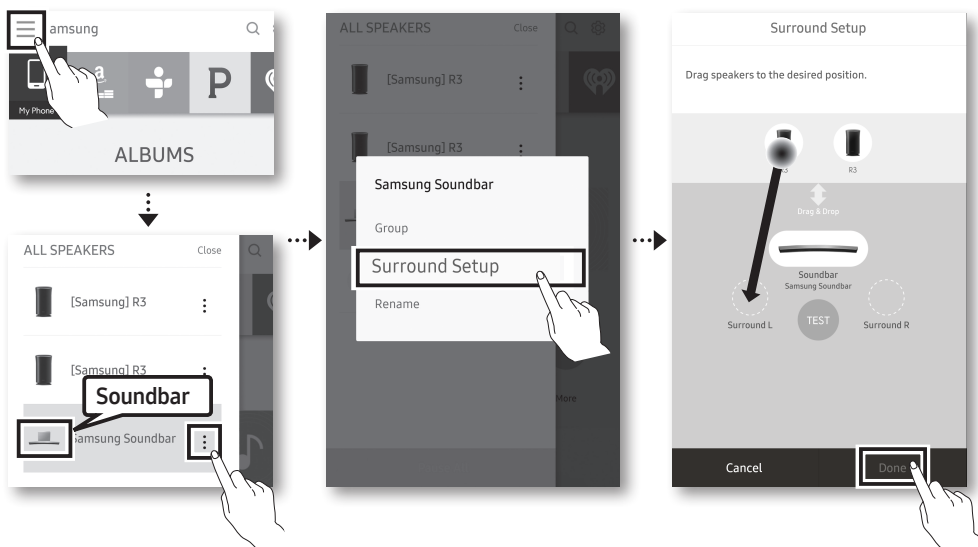 amsung
a
P
My Phone
ALBUMS
ALL SPEAKERS
Close
[Samsung] R3
[Samsung] R3
Soundbar
Samsung Soundbar
ALL SPEAKERS
Close
[Samsung] R3
[Samsung] R3
Samsung Soundbar
Group
Surround Setup
Rename
More
Surround Setup
Drag speakers to the desired position.
R3
R3
Drag & Drop
Soundbar
Samsung Soundbar
Surround L
TEST
Surround R
Cancel
Done